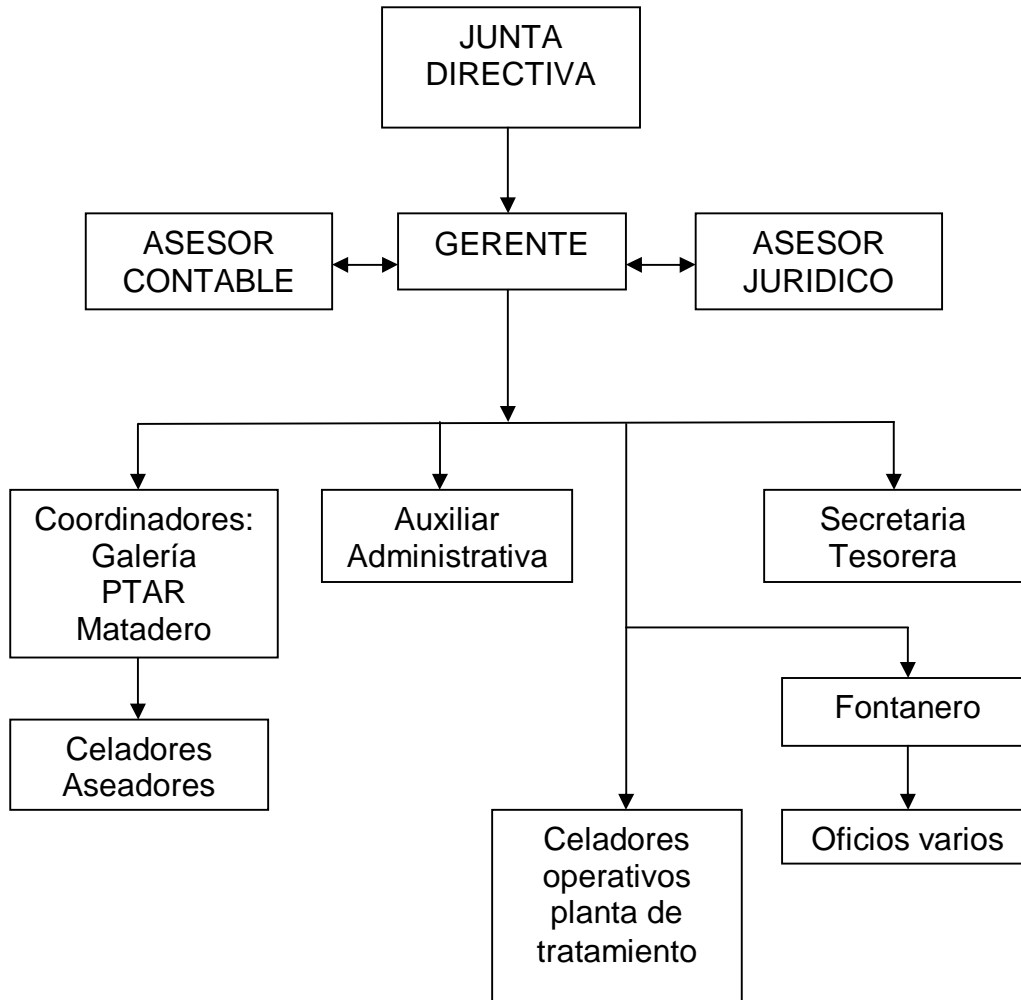 JUNTA
DIRECTIVA
ASESOR
CONTABLE
GERENTE
ASESOR
JURIDICO
Coordinadores:
Galería
PTAR
Matadero
Auxiliar
Administrativa
Secretaria
Tesorera
Celadores
Aseadores
Fontanero
Celadores
operativos
planta de
tratamiento
Oficios varios